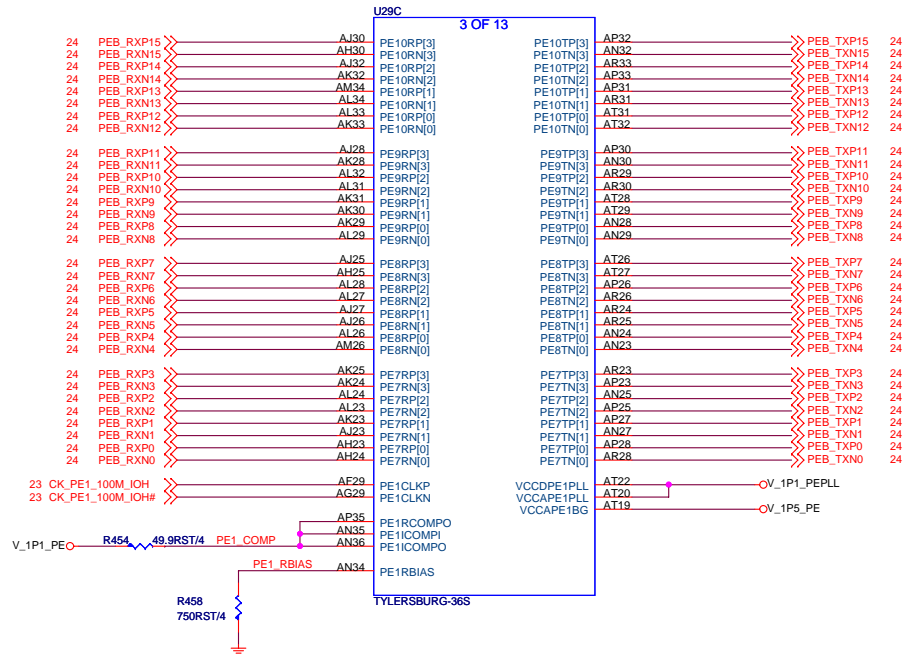 U29C
3 OF 13
24 PEB_RXP15 AJ30 PE10RP[3] PE10TP[3] AP32 PEB_TXP15 24
24 PEB_RXN15 AH30 PE10RN[3] PE10TN[3] AN32 PEB_TXN15 24
24 PEB_RXP14 AJ32 PE10RP[2] PE10TP[2] AR33 PEB_TXP14 24
24 PEB_RXN14 AK32 PE10RN[2] PE10TN[2] AP33 PEB_TXN14 24
24 PEB_RXP13 AM34 PE10RP[1] PE10TP[1] AP31 PEB_TXP13 24
24 PEB_RXN13 AL34 PE10RN[1] PE10TN[1] AR31 PEB_TXN13 24
24 PEB_RXP12 AL33 PE10RP[0] PE10TP[0] AT31 PEB_TXP12 24
24 PEB_RXN12 AK33 PE10RN[0] PE10TN[0] AT32 PEB_TXN12 24
24 PEB_RXP11 AJ28 PE9RP[3] PE9TP[3] AP30 PEB_TXP11 24
24 PEB_RXN11 AK28 PE9RN[3] PE9TN[3] AN30 PEB_TXN11 24
24 PEB_RXP10 AL32 PE9RP[2] PE9TP[2] AR29 PEB_TXP10 24
24 PEB_RXN10 AL31 PE9RN[2] PE9TN[2] AR30 PEB_TXN10 24
24 PEB_RXP9 AK31 PE9RP[1] PE9TP[1] AT28 PEB_TXP9 24
24 PEB_RXN9 AK30 PE9RN[1] PE9TN[1] AT29 PEB_TXN9 24
24 PEB_RXP8 AK29 PE9RP[0] PE9TP[0] AN28 PEB_TXP8 24
24 PEB_RXN8 AL29 PE9RN[0] PE9TN[0] AN29 PEB_TXN8 24
24 PEB_RXP7 AJ25 PE8RP[3] PE8TP[3] AT26 PEB_TXP7 24
24 PEB_RXN7 AH25 PE8RN[3] PE8TN[3] AT27 PEB_TXN7 24
24 PEB_RXP6 AL28 PE8RP[2] PE8TP[2] AP26 PEB_TXP6 24
24 PEB_RXN6 AL27 PE8RN[2] PE8TN[2] AR26 PEB_TXN6 24
24 PEB_RXP5 AJ27 PE8RP[1] PE8TP[1] AR24 PEB_TXP5 24
24 PEB_RXN5 AJ26 PE8RN[1] PE8TN[1] AR25 PEB_TXN5 24
24 PEB_RXP4 AL26 PE8RP[0] PE8TP[0] AN24 PEB_TXP4 24
24 PEB_RXN4 AM26 PE8RN[0] PE8TN[0] AN23 PEB_TXN4 24
24 PEB_RXP3 AK25 PE7RP[3] PE7TP[3] AR23 PEB_TXP3 24
24 PEB_RXN3 AK24 PE7RN[3] PE7TN[3] AP23 PEB_TXN3 24
24 PEB_RXP2 AL24 PE7RP[2] PE7TP[2] AN25 PEB_TXP2 24
24 PEB_RXN2 AL23 PE7RN[2] PE7TN[2] AP25 PEB_TXN2 24
24 PEB_RXP1 AK23 PE7RP[1] PE7TP[1] AP27 PEB_TXP1 24
24 PEB_RXN1 AJ23 PE7RN[1] PE7TN[1] AN27 PEB_TXN1 24
24 PEB_RXP0 AH23 PE7RP[0] PE7TP[0] AP28 PEB_TXP0 24
24 PEB_RXN0 AH24 PE7RN[0] PE7TN[0] AR28 PEB_TXN0 24
23 CK_PE1_100M_IOH AF29 PE1CLKP VCCDPE1PLL AT22 V_1P1_PEPLL
23 CK_PE1_100M_IOH# AG29 PE1CLKN VCCAPE1PLL AT20
VCCAPE1BG AT19 V_1P5_PE
AP35 PE1RCOMPO
AN35 PE1ICOMPI
V_1P1_PE R454 49.9RST/4 PE1_COMP AN36 PE1ICOMPO
PE1_RBIAS AN34 PE1RBIAS
R458
750RST/4
TYLERSBURG-36S